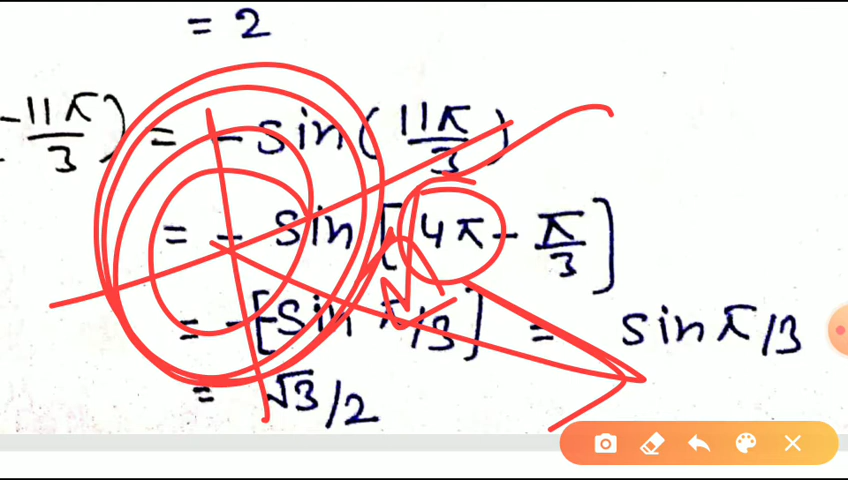 = 2
-11π/3) = - sin(11π/3)
= - sin [4π - π/3]
= -[sin π/3] = sin π/3
= √3/2